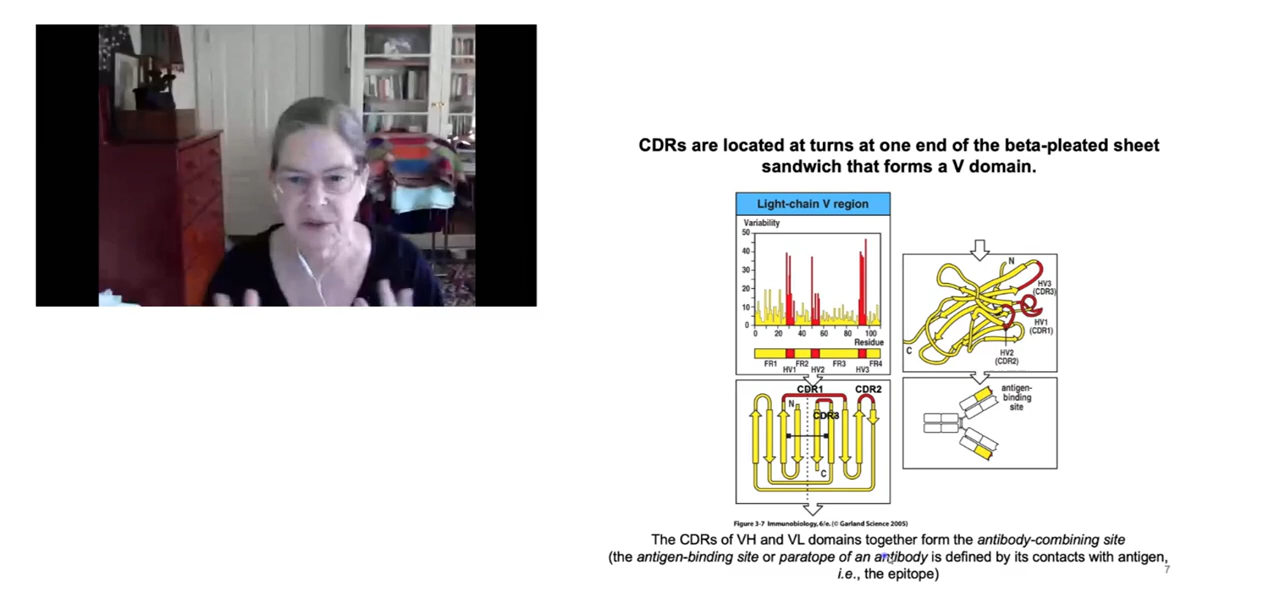 CDRs are located at turns at one end of the beta-pleated sheet
sandwich that forms a V domain.
Light-chain V region
Variability
50
40
30
20
10
0
0 20 40 60 80 100
Residue
FR1 FR2 FR3 FR4
HV1 HV2 HV3
N
HV3
(CDR3)
HV1
(CDR1)
C
HV2
(CDR2)
CDR1 CDR2
N
CDR3
C
antigen-
binding
site
Figure 3-7 Immunobiology, 6/e. (© Garland Science 2005)
The CDRs of VH and VL domains together form the antibody-combining site
(the antigen-binding site or paratope of an antibody is defined by its contacts with antigen,
i.e., the epitope)
7